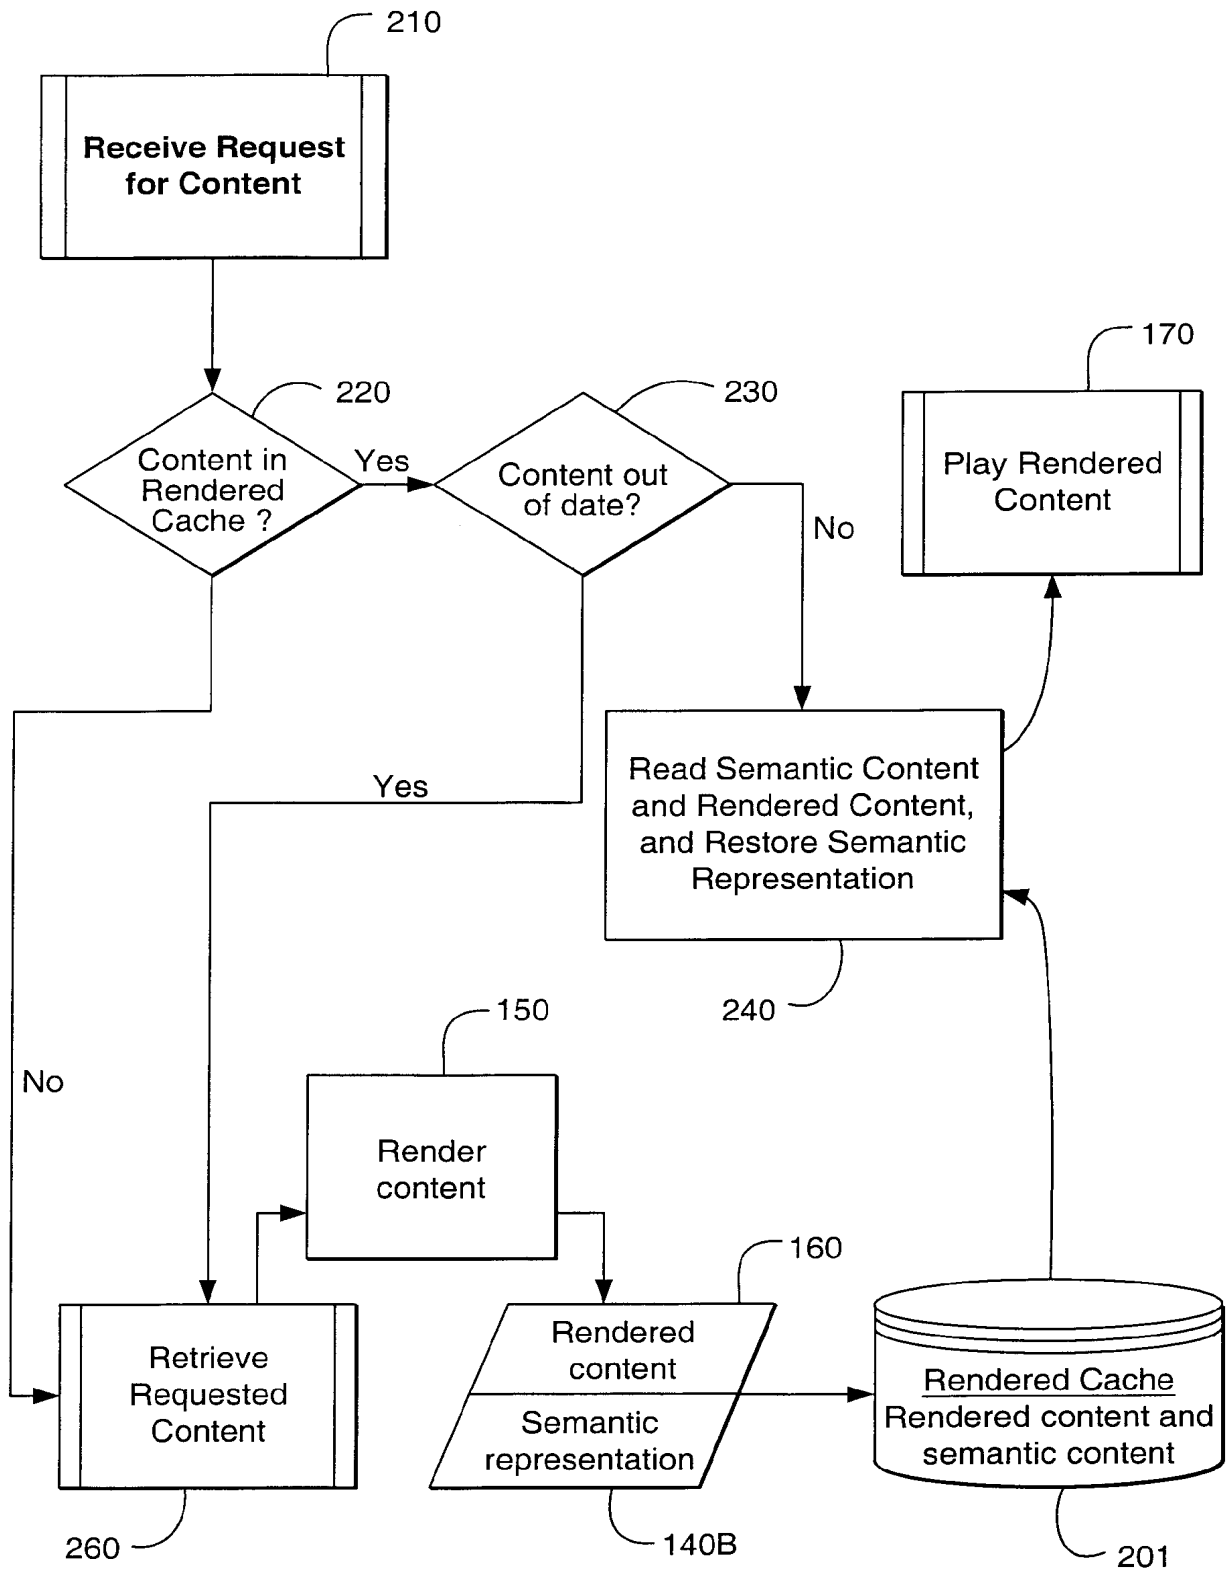 210
Receive Request
for Content
170
220
230
Content in
Rendered
Cache ?
Yes
Content out
of date?
No
Play Rendered
Content
Yes
Read Semantic Content
and Rendered Content,
and Restore Semantic
Representation
240
150
No
Render
content
160
Retrieve
Requested
Content
Rendered
content
Semantic
representation
Rendered Cache
Rendered content and
semantic content
260
140B
201